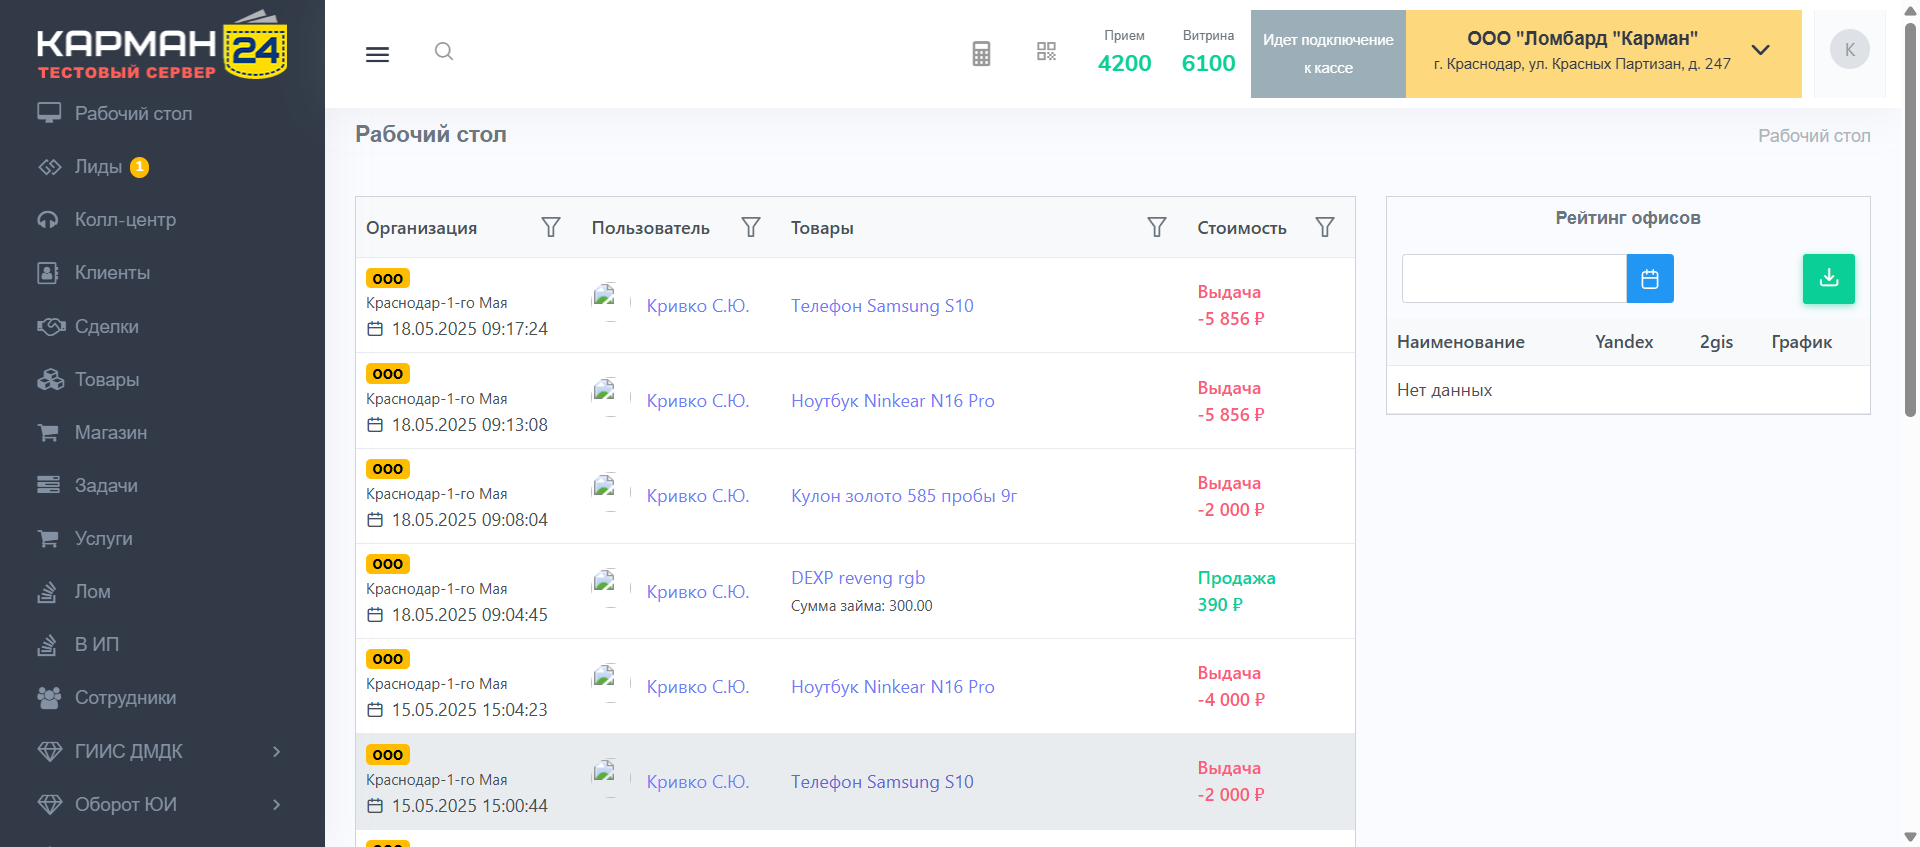 КАРМАН 24
ТЕСТОВЫЙ СЕРВЕР
Рабочий стол
Лиды 1
Колл-центр
Клиенты
Сделки
Товары
Магазин
Задачи
Услуги
Лом
В ИП
Сотрудники
ГИИС ДМДК
Оборот ЮИ
Прием
4200
Витрина
6100
Идет подключение
к кассе
ООО "Ломбард "Карман"
г. Краснодар, ул. Красных Партизан, д. 247
К
Рабочий стол
Рабочий стол
Организация Пользователь Товары Стоимость
ООО
Краснодар-1-го Мая
18.05.2025 09:17:24
Кривко С.Ю.
Телефон Samsung S10
Выдача
-5 856 ₽
ООО
Краснодар-1-го Мая
18.05.2025 09:13:08
Кривко С.Ю.
Ноутбук Ninkear N16 Pro
Выдача
-5 856 ₽
ООО
Краснодар-1-го Мая
18.05.2025 09:08:04
Кривко С.Ю.
Кулон золото 585 пробы 9г
Выдача
-2 000 ₽
ООО
Краснодар-1-го Мая
18.05.2025 09:04:45
Кривко С.Ю.
DEXP reveng rgb
Сумма займа: 300.00
Продажа
390 ₽
ООО
Краснодар-1-го Мая
15.05.2025 15:04:23
Кривко С.Ю.
Ноутбук Ninkear N16 Pro
Выдача
-4 000 ₽
ООО
Краснодар-1-го Мая
15.05.2025 15:00:44
Кривко С.Ю.
Телефон Samsung S10
Выдача
-2 000 ₽
Рейтинг офисов
Наименование Yandex 2gis График
Нет данных